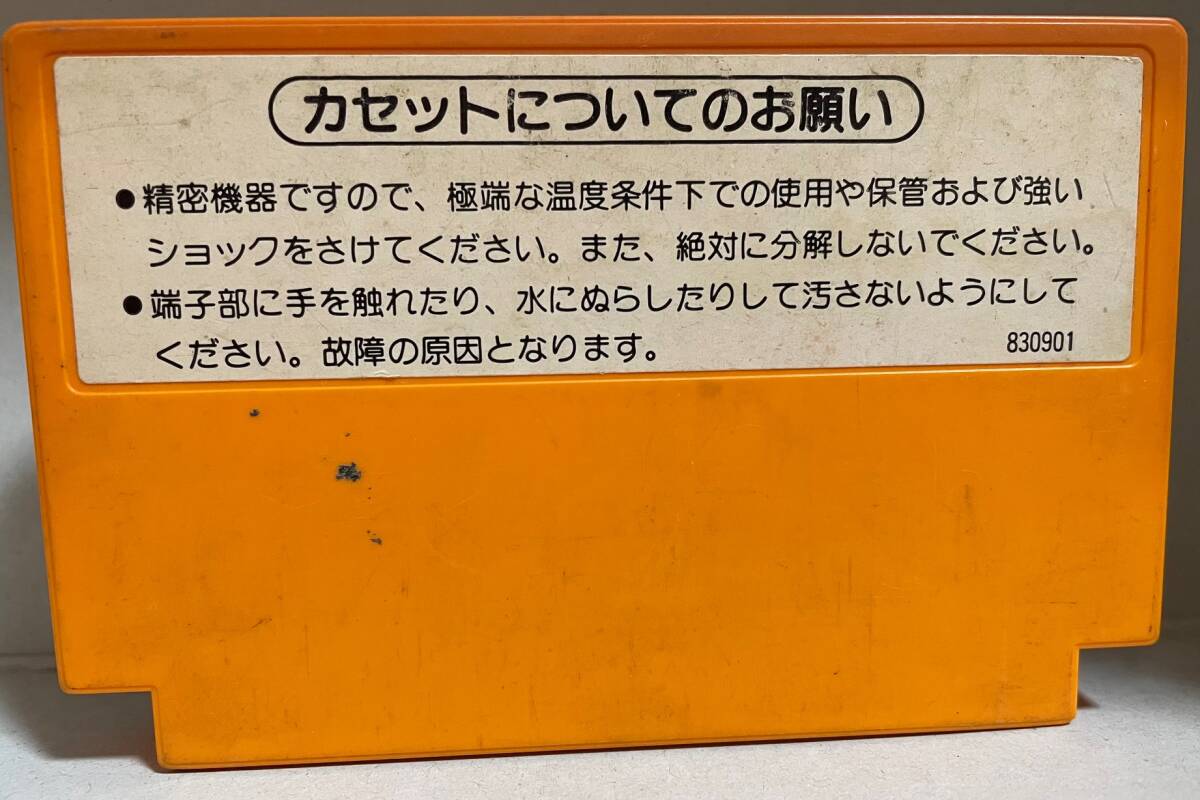 カセットについてのお願い
●精密機器ですので、極端な温度条件下での使用や保管および強い
ショックをさけてください。また、絶対に分解しないでください。
●端子部に手を触れたり、水にぬらしたりして汚さないようにして
ください。故障の原因となります。 830901